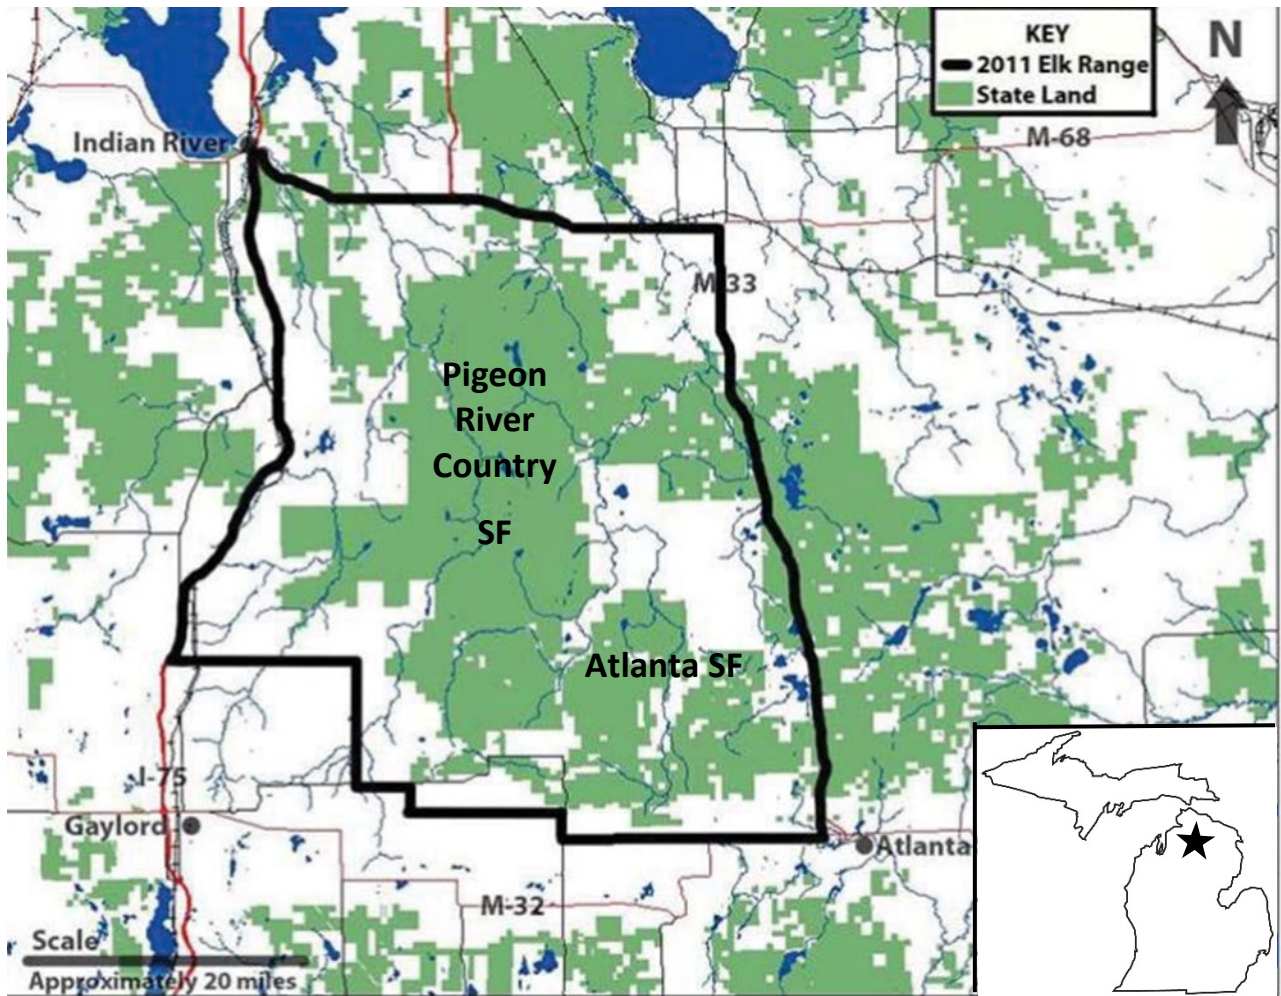 KEY
2011 Elk Range
State Land
N
M-68
Indian River
M-33
Pigeon
River
Country
SF
Atlanta SF
I-75
Gaylord
Atlanta
M-32
Scale
Approximately 20 miles